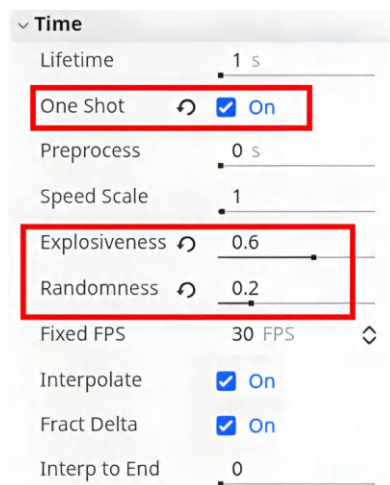 Time
Lifetime 1 s
One Shot On
Preprocess 0 s
Speed Scale 1
Explosiveness 0.6
Randomness 0.2
Fixed FPS 30 FPS
Interpolate On
Fract Delta On
Interp to End 0